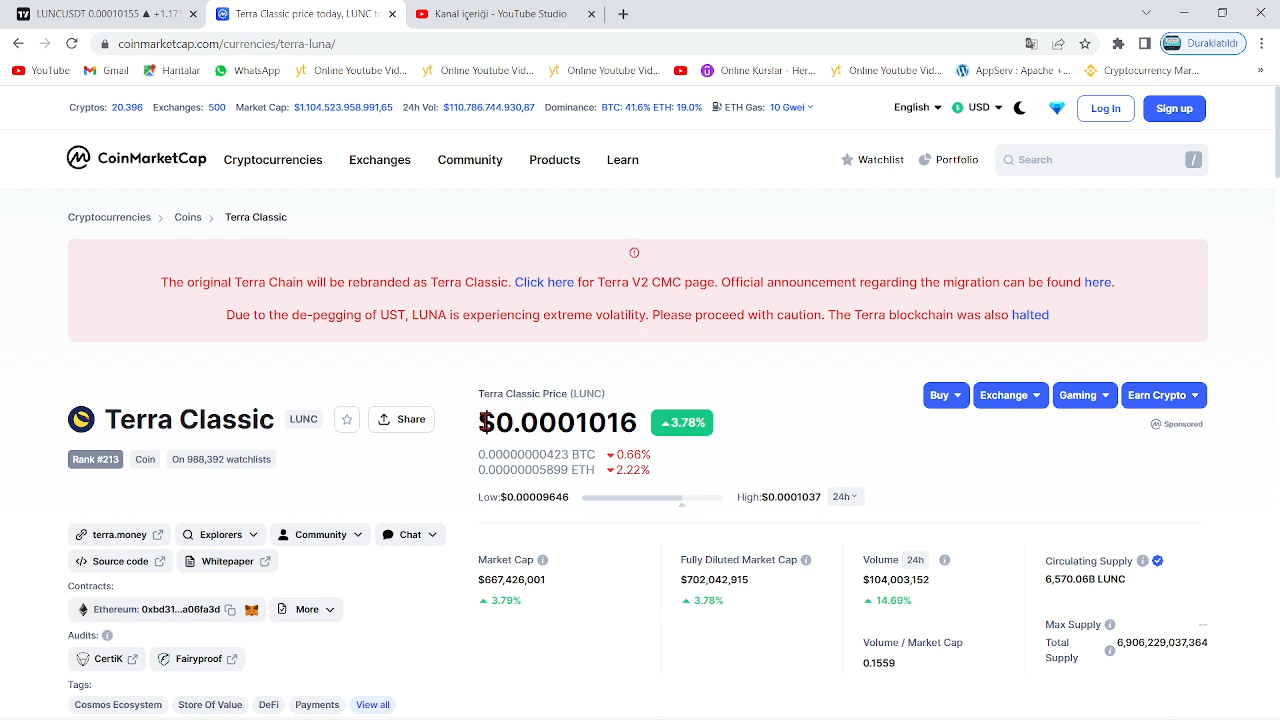 LUNCUSDT 0.00010155 ▲ +1.17
Terra Classic price today, LUNC to
Kanal içeriği - YouTube Studio
coinmarketcap.com/currencies/terra-luna/
Duraklatıldı
YouTube
Gmail
Haritalar
WhatsApp
Online Youtube Vid...
Online Youtube Vid...
Online Youtube Vid...
Online Kurslar - Her...
Online Youtube Vid...
AppServ : Apache +...
Cryptocurrency Mar...
»
Cryptos: 20.396 Exchanges: 500 Market Cap: $1.104.523.958.991,65 24h Vol: $110.786.744.930,87 Dominance: BTC: 41.6% ETH: 19.0% ETH Gas: 10 Gwei
English
USD
Log In
Sign up
CoinMarketCap
Cryptocurrencies
Exchanges
Community
Products
Learn
Watchlist
Portfolio
Search
/
Cryptocurrencies > Coins > Terra Classic
The original Terra Chain will be rebranded as Terra Classic. Click here for Terra V2 CMC page. Official announcement regarding the migration can be found here.
Due to the de-pegging of UST, LUNA is experiencing extreme volatility. Please proceed with caution. The Terra blockchain was also halted
Terra Classic LUNC
Share
Rank #213
Coin
On 988,392 watchlists
Terra Classic Price (LUNC)
$0.0001016
▲3.78%
0.00000000423 BTC ▼0.66%
0.00000005899 ETH ▼2.22%
Low:$0.00009646
High:$0.0001037
24h
Buy
Exchange
Gaming
Earn Crypto
Sponsored
terra.money
Explorers
Community
Chat
Source code
Whitepaper
Contracts:
Ethereum: 0xbd31...a06fa3d
More
Audits:
CertiK
Fairyproof
Tags:
Cosmos Ecosystem
Store Of Value
DeFi
Payments
View all
Market Cap
$667,426,001
▲ 3.79%
Fully Diluted Market Cap
$702,042,915
▲ 3.78%
Volume 24h
$104,003,152
▲ 14.69%
Volume / Market Cap
0.1559
Circulating Supply
6,570.06B LUNC
Max Supply --
Total Supply 6,906,229,037,364